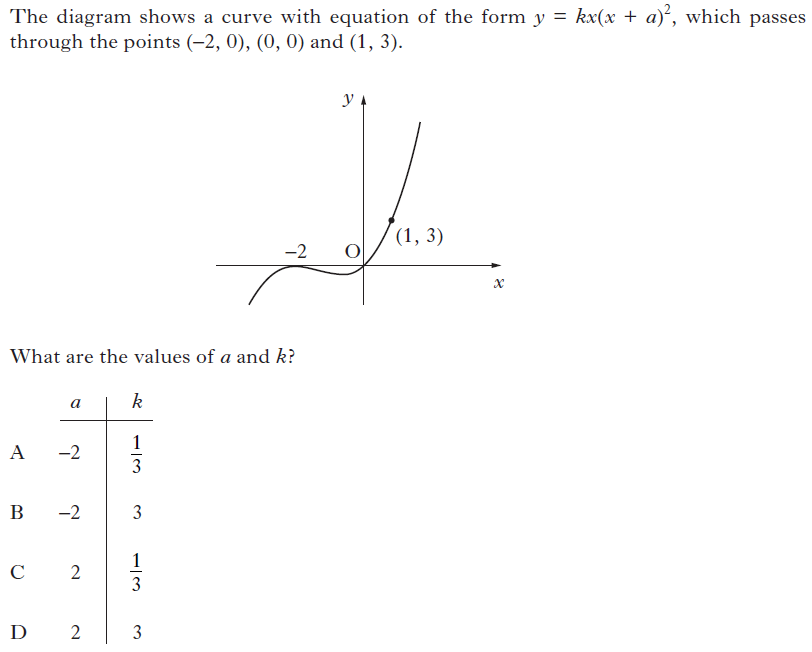 The diagram shows a curve with equation of the form y = kx(x + a)², which passes
through the points (−2, 0), (0, 0) and (1, 3).
y
(1, 3)
−2 O
x
What are the values of a and k?
a k
A −2 1/3
B −2 3
C 2 1/3
D 2 3